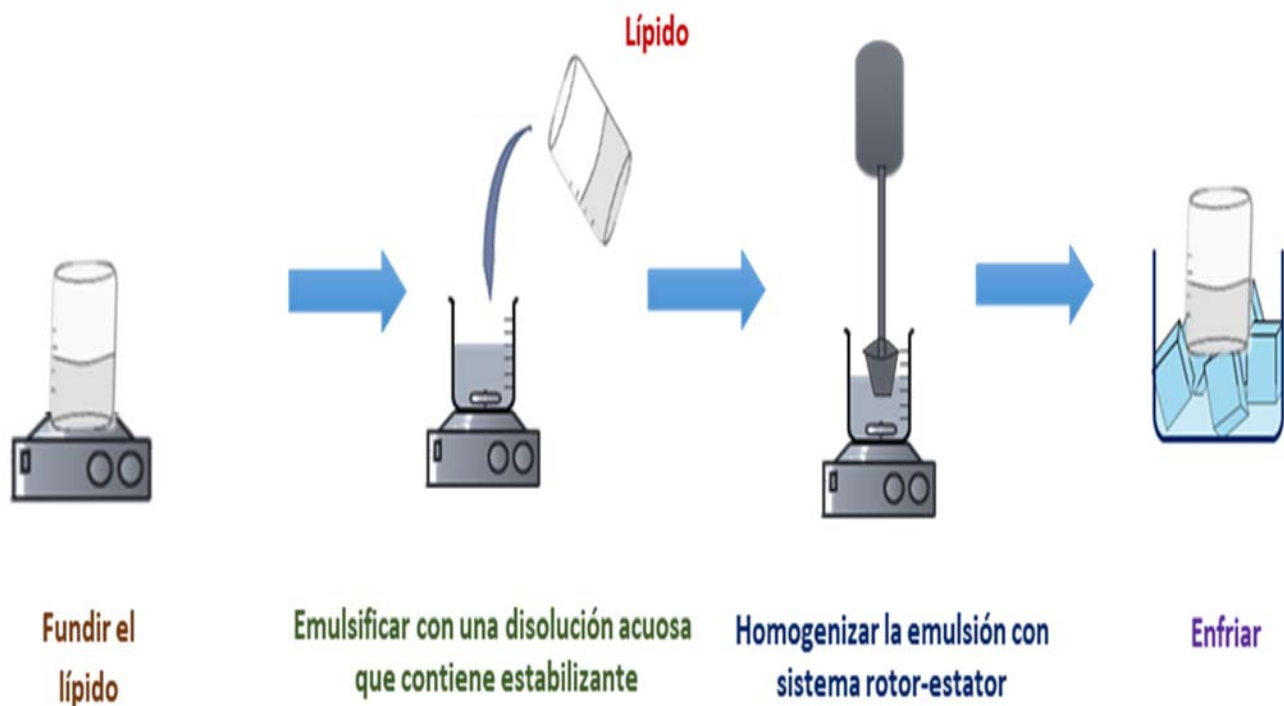 Lípido
Fundir el
lípido
Emulsificar con una disolución acuosa
que contiene estabilizante
Homogenizar la emulsión con
sistema rotor-estator
Enfriar